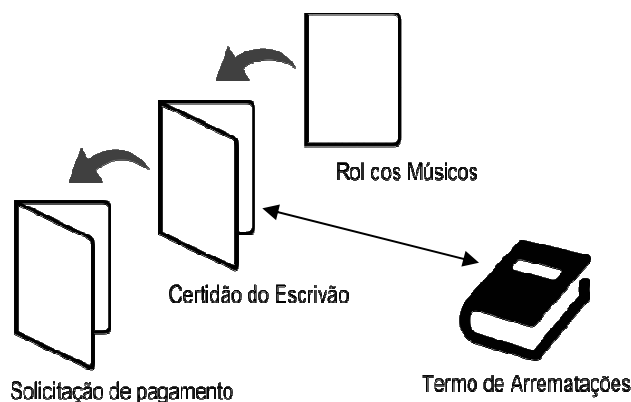 Rol cos Músicos
Certidão do Escrivão
Termo de Arrematações
Solicitação de pagamento